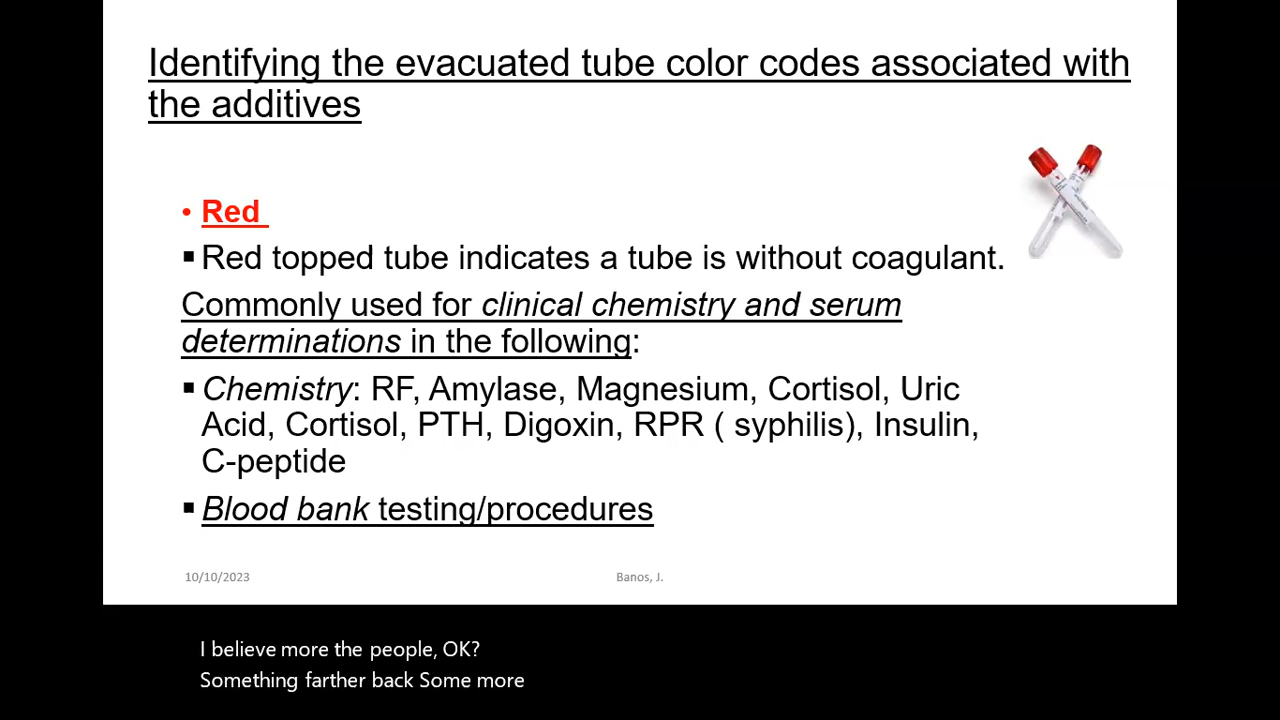 Identifying the evacuated tube color codes associated with
the additives
• Red
▪ Red topped tube indicates a tube is without coagulant.
Commonly used for clinical chemistry and serum
determinations in the following:
▪ Chemistry: RF, Amylase, Magnesium, Cortisol, Uric
Acid, Cortisol, PTH, Digoxin, RPR ( syphilis), Insulin,
C-peptide
▪ Blood bank testing/procedures
10/10/2023
Banos, J.
I believe more the people, OK?
Something farther back Some more